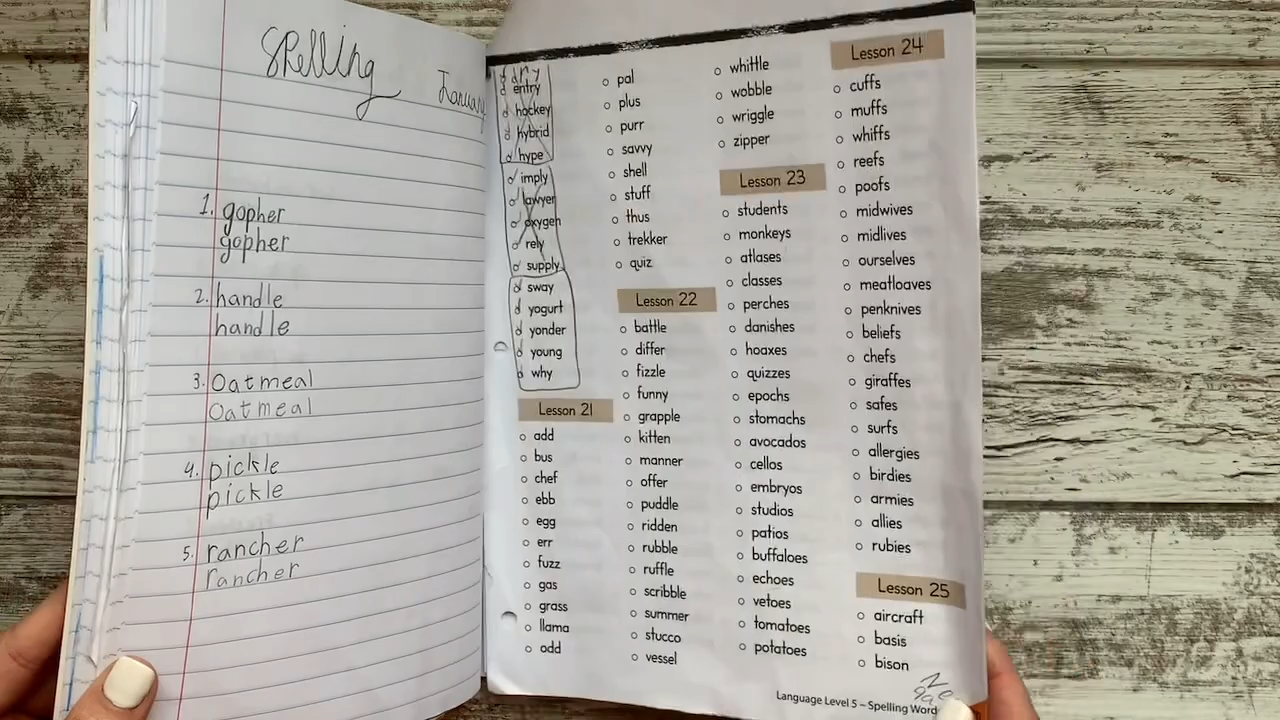 Spelling
January
1. gopher
gopher
2. handle
handle
3. Oatmeal
Oatmeal
4. pickle
pickle
5. rancher
rancher
entry
hockey
hybrid
hype
imply
lawyer
oxygen
rely
supply
sway
yogurt
yonder
young
why
Lesson 21
add
bus
chef
ebb
egg
err
fuzz
gas
grass
llama
odd
pal
plus
purr
savvy
shell
stuff
thus
trekker
quiz
Lesson 22
battle
differ
fizzle
funny
grapple
kitten
manner
offer
puddle
ridden
rubble
ruffle
scribble
summer
stucco
vessel
whittle
wobble
wriggle
zipper
Lesson 23
students
monkeys
atlases
classes
perches
danishes
hoaxes
quizzes
epochs
stomachs
avocados
cellos
embryos
studios
patios
buffaloes
echoes
vetoes
tomatoes
potatoes
Lesson 24
cuffs
muffs
whiffs
reefs
poofs
midwives
midlives
ourselves
meatloaves
penknives
beliefs
chefs
giraffes
safes
surfs
allergies
birdies
armies
allies
rubies
Lesson 25
aircraft
basis
bison
Language Level 5 – Spelling Word